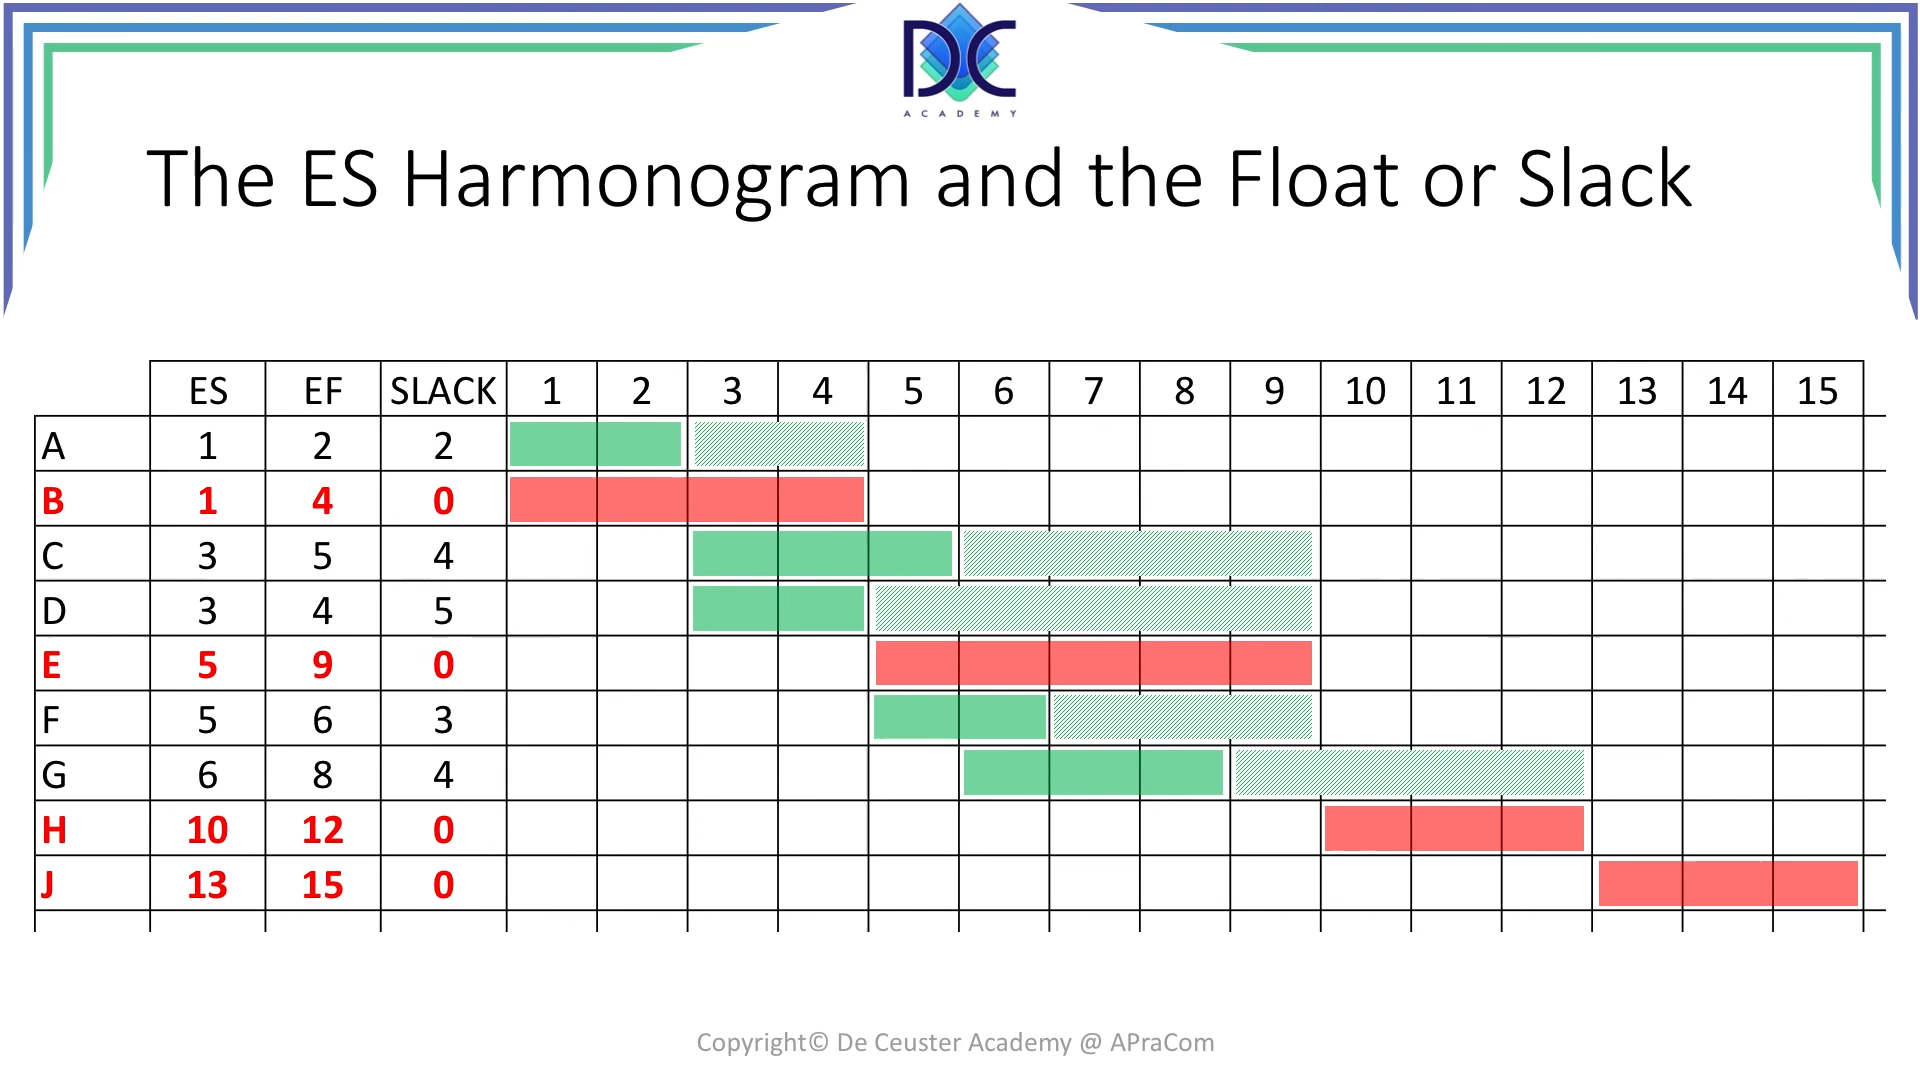 DC
ACADEMY
The ES Harmonogram and the Float or Slack
ES EF SLACK 1 2 3 4 5 6 7 8 9 10 11 12 13 14 15
A 1 2 2
B 1 4 0
C 3 5 4
D 3 4 5
E 5 9 0
F 5 6 3
G 6 8 4
H 10 12 0
J 13 15 0
Copyright© De Ceuster Academy @ APraCom